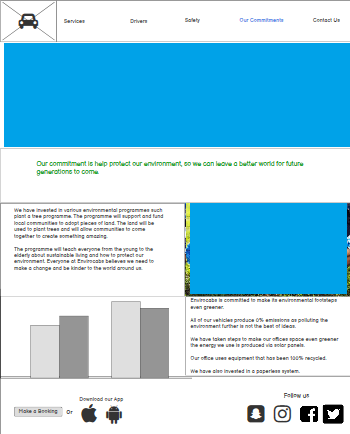 Services Drivers Safety Our Commitments Contact Us
Our commitment is help protect our environment, so we can leave a better world for future
generations to come.
We have invested in various environmental programmes such
plant a tree programme. The programme will support and fund
local communities to adopt pieces of land. The land will be
used to plant trees and will allow communities to come
together to create something amazing.
The programme will teach everyone from the young to the
elderly about sustainable living and how to protect our
environment. Everyone at Envirocabs believes we need to
make a change and be kinder to the world around us.
Envirocabs is committed to make its environmental footsteps
even greener.
All of our vehicles produce 0% emissions as polluting the
environment further is not the best of ideas.
We have taken steps to make our offices space even greener
the energy we use is produced via solar panels.
Our office uses equipment that has been 100% recycled.
We have also invested in a paperless system.
Download our App
Make a Booking Or
Follow us